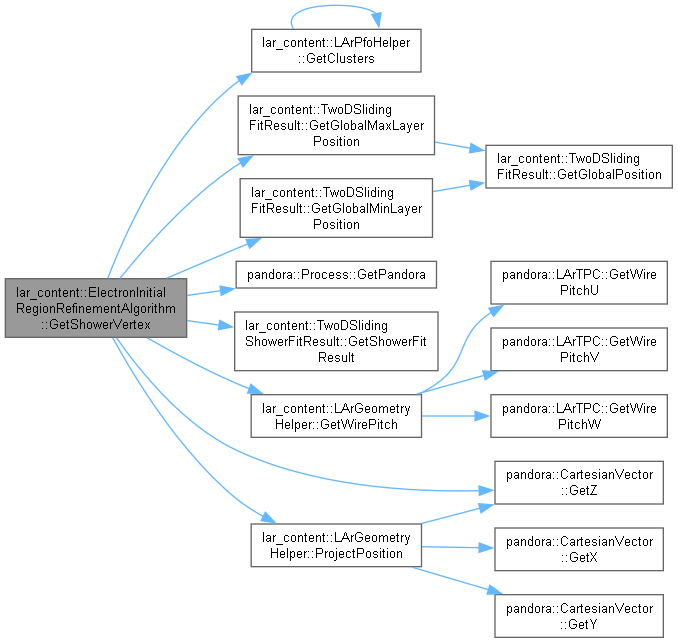 lar_content::LArPfoHelper
::GetClusters
lar_content::TwoDSliding
FitResult::GetGlobalMaxLayer
Position
lar_content::TwoDSliding
FitResult::GetGlobalPosition
lar_content::TwoDSliding
FitResult::GetGlobalMinLayer
Position
pandora::Process::GetPandora
lar_content::ElectronInitial
RegionRefinementAlgorithm
::GetShowerVertex
lar_content::TwoDSliding
ShowerFitResult::GetShowerFit
Result
pandora::LArTPC::GetWire
PitchU
pandora::LArTPC::GetWire
PitchV
lar_content::LArGeometry
Helper::GetWirePitch
pandora::LArTPC::GetWire
PitchW
pandora::CartesianVector
::GetZ
lar_content::LArGeometry
Helper::ProjectPosition
pandora::CartesianVector
::GetX
pandora::CartesianVector
::GetY